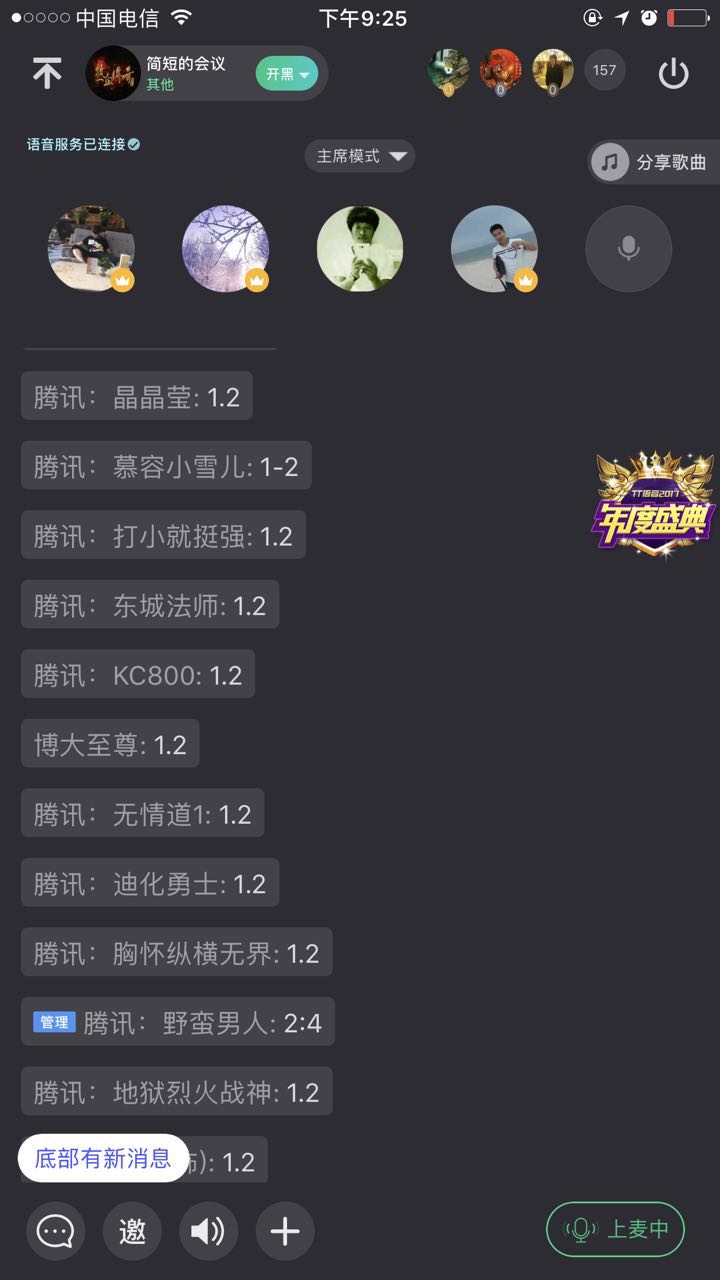 中国电信
下午9:25
简短的会议
其他
开黑
157
语音服务已连接
主席模式
分享歌曲
腾讯：晶晶莹: 1.2
腾讯：慕容小雪儿: 1-2
TT语音2017
年度盛典
腾讯：打小就挺强: 1.2
腾讯：东城法师: 1.2
腾讯：KC800: 1.2
博大至尊: 1.2
腾讯：无情道1: 1.2
腾讯：迪化勇士: 1.2
腾讯：胸怀纵横无界: 1.2
管理 腾讯：野蛮男人: 2:4
腾讯：地狱烈火战神: 1.2
底部有新消息
): 1.2
邀
上麦中